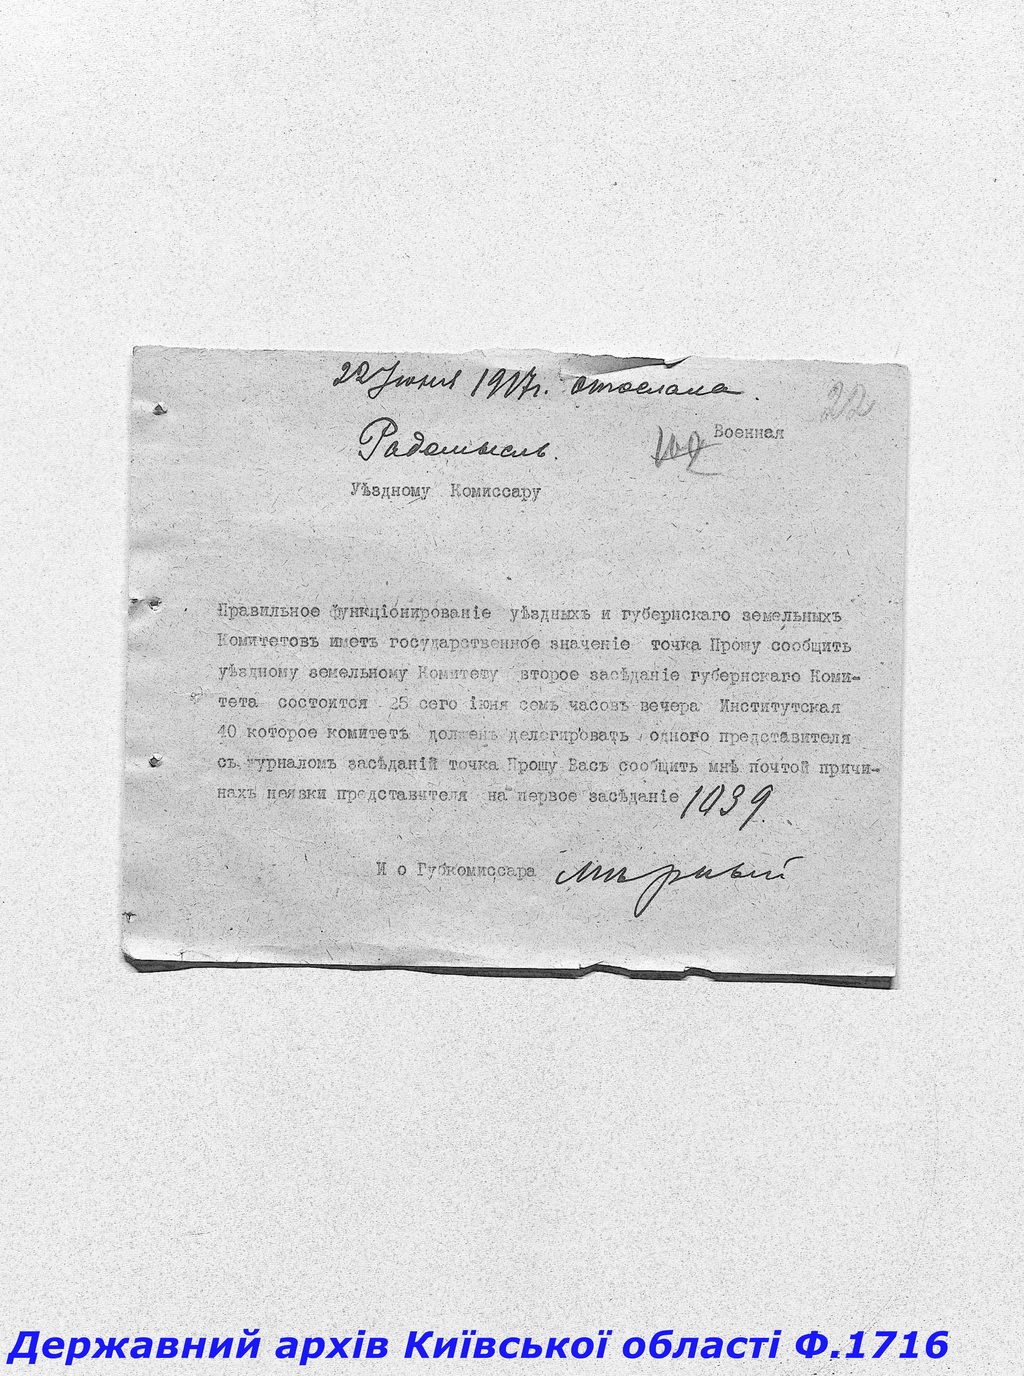 22 Іюня 1917г. отослана.
22
102 Военная
Радомысль.
Уѣздному Комиссару
Правильное функціонированіе уѣздныхъ и губернскаго земельныхъ
Комитетовъ иметъ государственное значеніе точка Прошу сообщить
уѣздному земельному Комитету второе засѣданіе губернскаго Коми-
тета состоится 25 сего іюня семь часовъ вечера Институтская
40 которое комитетъ долженъ делегировать одного представителя
съ журналомъ засѣданій точка Прошу Васъ сообщить мнѣ почтой причи-
нахъ неявки представителя на первое засѣданіе 1039.
И о Губкомиссара Мѣрный
Державний архів Київської області Ф.1716